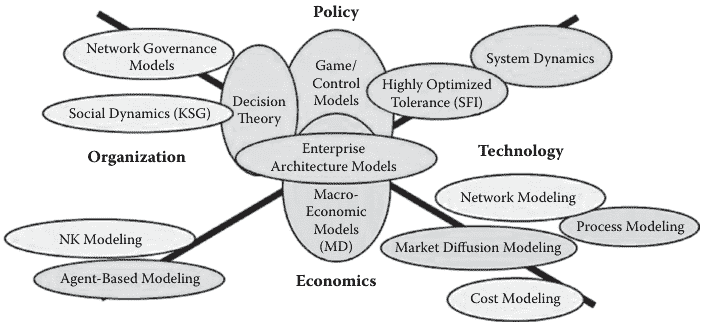 Policy
Network Governance
Models
Game/
Control
Models
System Dynamics
Highly Optimized
Tolerance (SFI)
Decision
Theory
Social Dynamics (KSG)
Organization
Enterprise
Architecture Models
Technology
Macro-
Economic
Models
(MD)
Network Modeling
Process Modeling
NK Modeling
Market Diffusion Modeling
Agent-Based Modeling
Economics
Cost Modeling